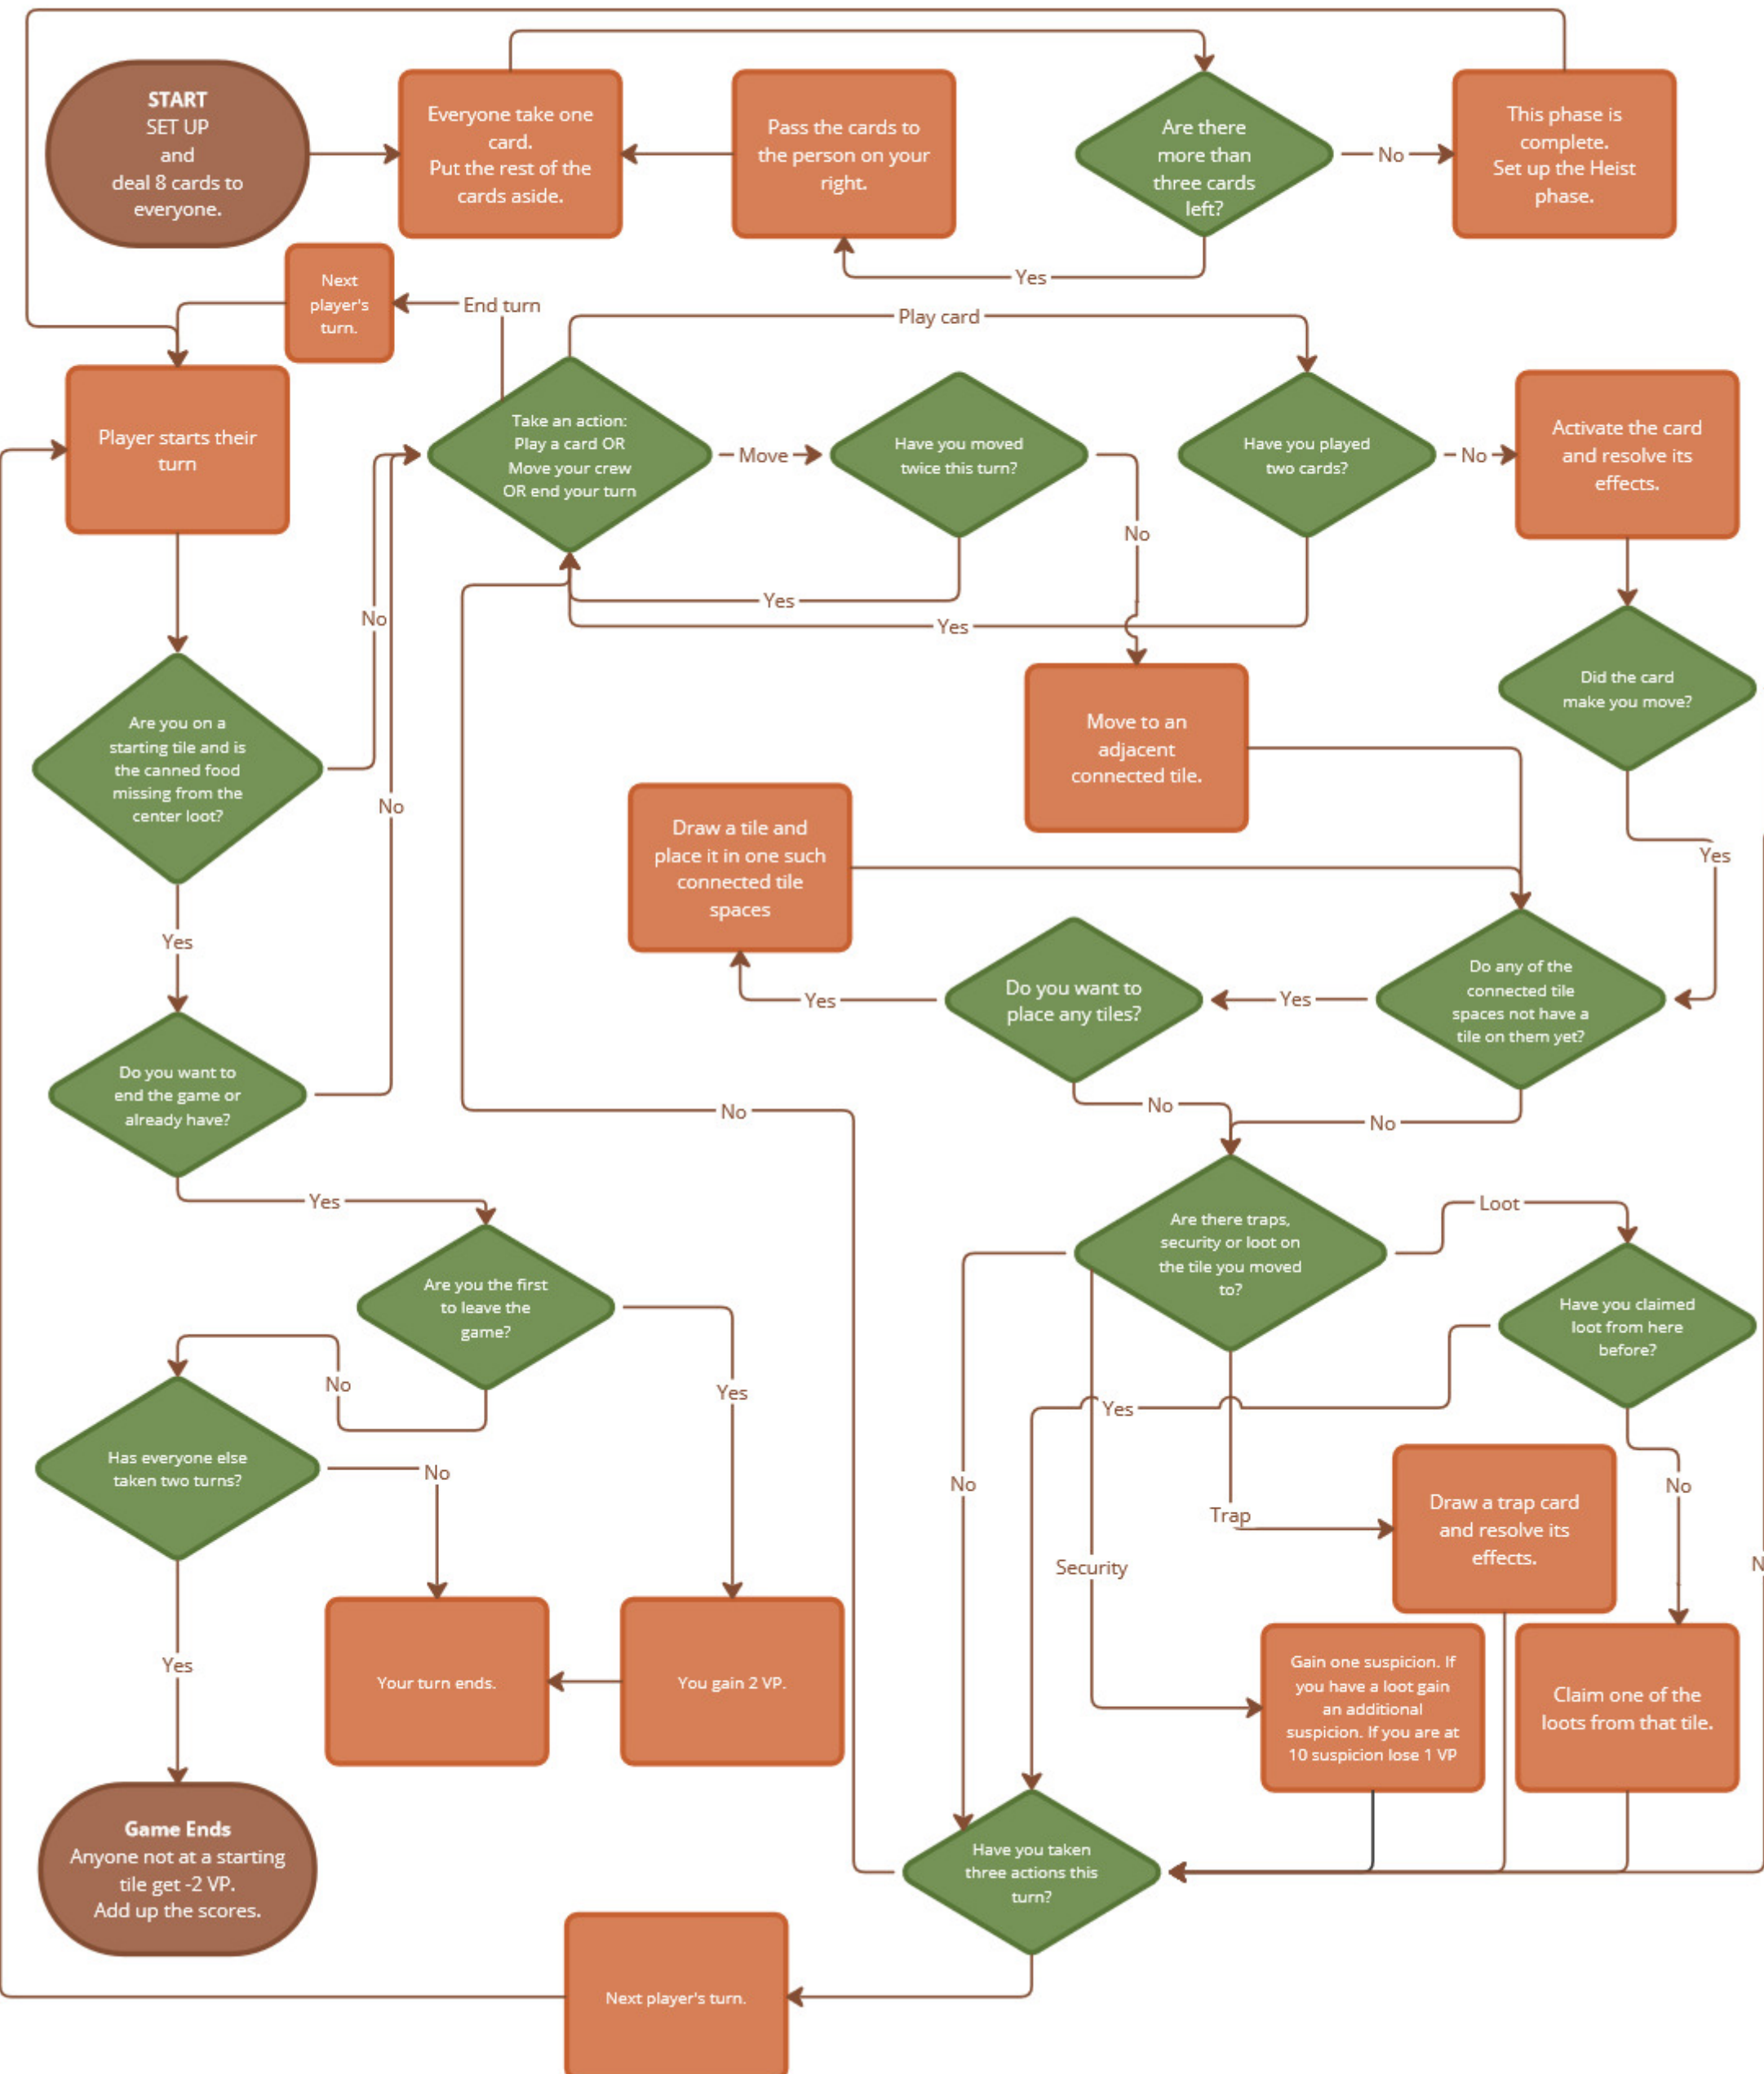 START
SET UP
and
deal 8 cards to
everyone.
Everyone take one
card.
Put the rest of the
cards aside.
Pass the cards to
the person on your
right.
Are there
more than
three cards
left?
No
This phase is
complete.
Set up the Heist
phase.
Yes
Next
player's
turn.
End turn
Play card
Player starts their
turn
Take an action:
Play a card OR
Move your crew
OR end your turn
Move
Have you moved
twice this turn?
Have you played
two cards?
No
Activate the card
and resolve its
effects.
No
Yes
Yes
No
Did the card
make you move?
Are you on a
starting tile and is
the canned food
missing from the
center loot?
Move to an
adjacent
connected tile.
No
Draw a tile and
place it in one such
connected tile
spaces
Yes
Yes
Do you want to
place any tiles?
Yes
Yes
Do any of the
connected tile
spaces not have a
tile on them yet?
Yes
Do you want to
end the game or
already have?
No
No
No
Yes
Are there traps,
security or loot on
the tile you moved
to?
Loot
Are you the first
to leave the
game?
Have you claimed
loot from here
before?
No
Yes
Yes
Has everyone else
taken two turns?
No
No
No
Trap
Draw a trap card
and resolve its
effects.
Security
Yes
Your turn ends.
You gain 2 VP.
Gain one suspicion. If
you have a loot gain
an additional
suspicion. If you are at
10 suspicion lose 1 VP
Claim one of the
loots from that tile.
Game Ends
Anyone not at a starting
tile get -2 VP.
Add up the scores.
Have you taken
three actions this
turn?
Next player's turn.